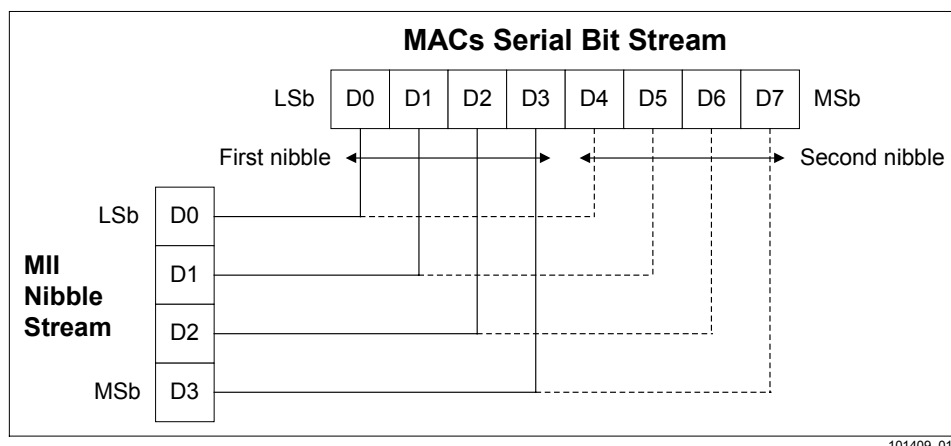 MACs Serial Bit Stream
LSb D0 D1 D2 D3 D4 D5 D6 D7 MSb
First nibble Second nibble
LSb D0
MII
Nibble
Stream
D1
D2
MSb D3